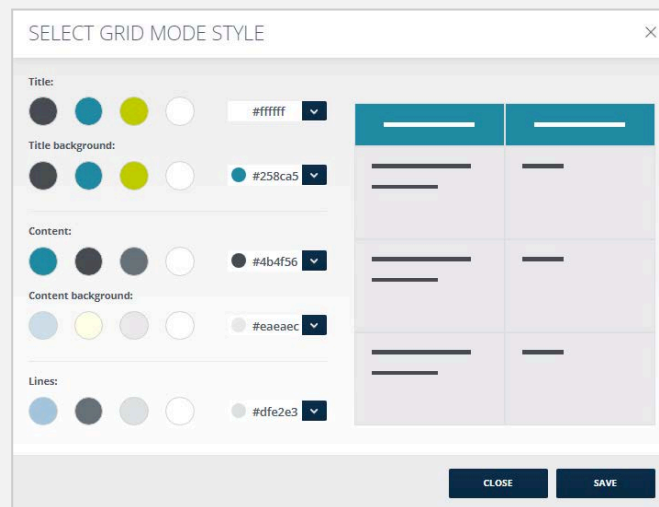 SELECT GRID MODE STYLE
Title:
#ffffff
Title background:
#258ca5
Content:
#4b4f56
Content background:
#eaeaec
Lines:
#dfe2e3
CLOSE
SAVE